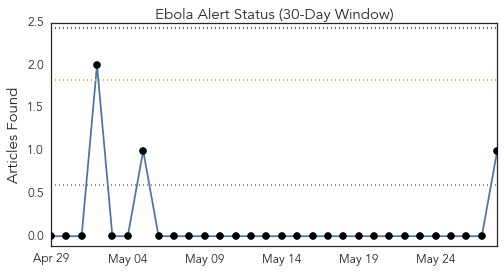 Ebola Alert Status (30-Day Window)
Articles Found
2.5
2.0
1.5
1.0
0.5
0.0
Apr 29 May 04 May 09 May 14 May 19 May 24